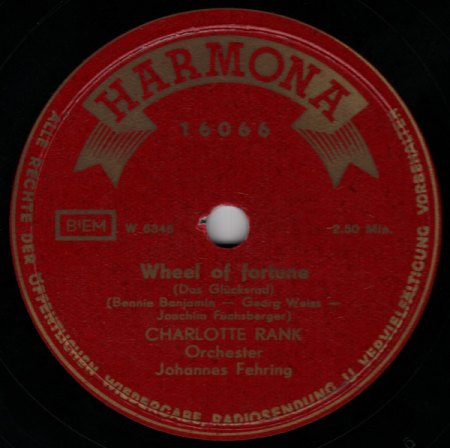 HARMONA
16066
BIEM
W 6346
2.50 Min.
Wheel of fortune
(Das Glücksrad)
(Bennie Benjamin — Georg Weiss —
Joachim Fuchsberger)
CHARLOTTE RANK
Orchester
Johannes Fehring
ALLE RECHTE DER ÖFFENTLICHEN WIEDERGABE, RADIOSENDUNG U. VERVIELFÄLTIGUNG VORBEHALTEN